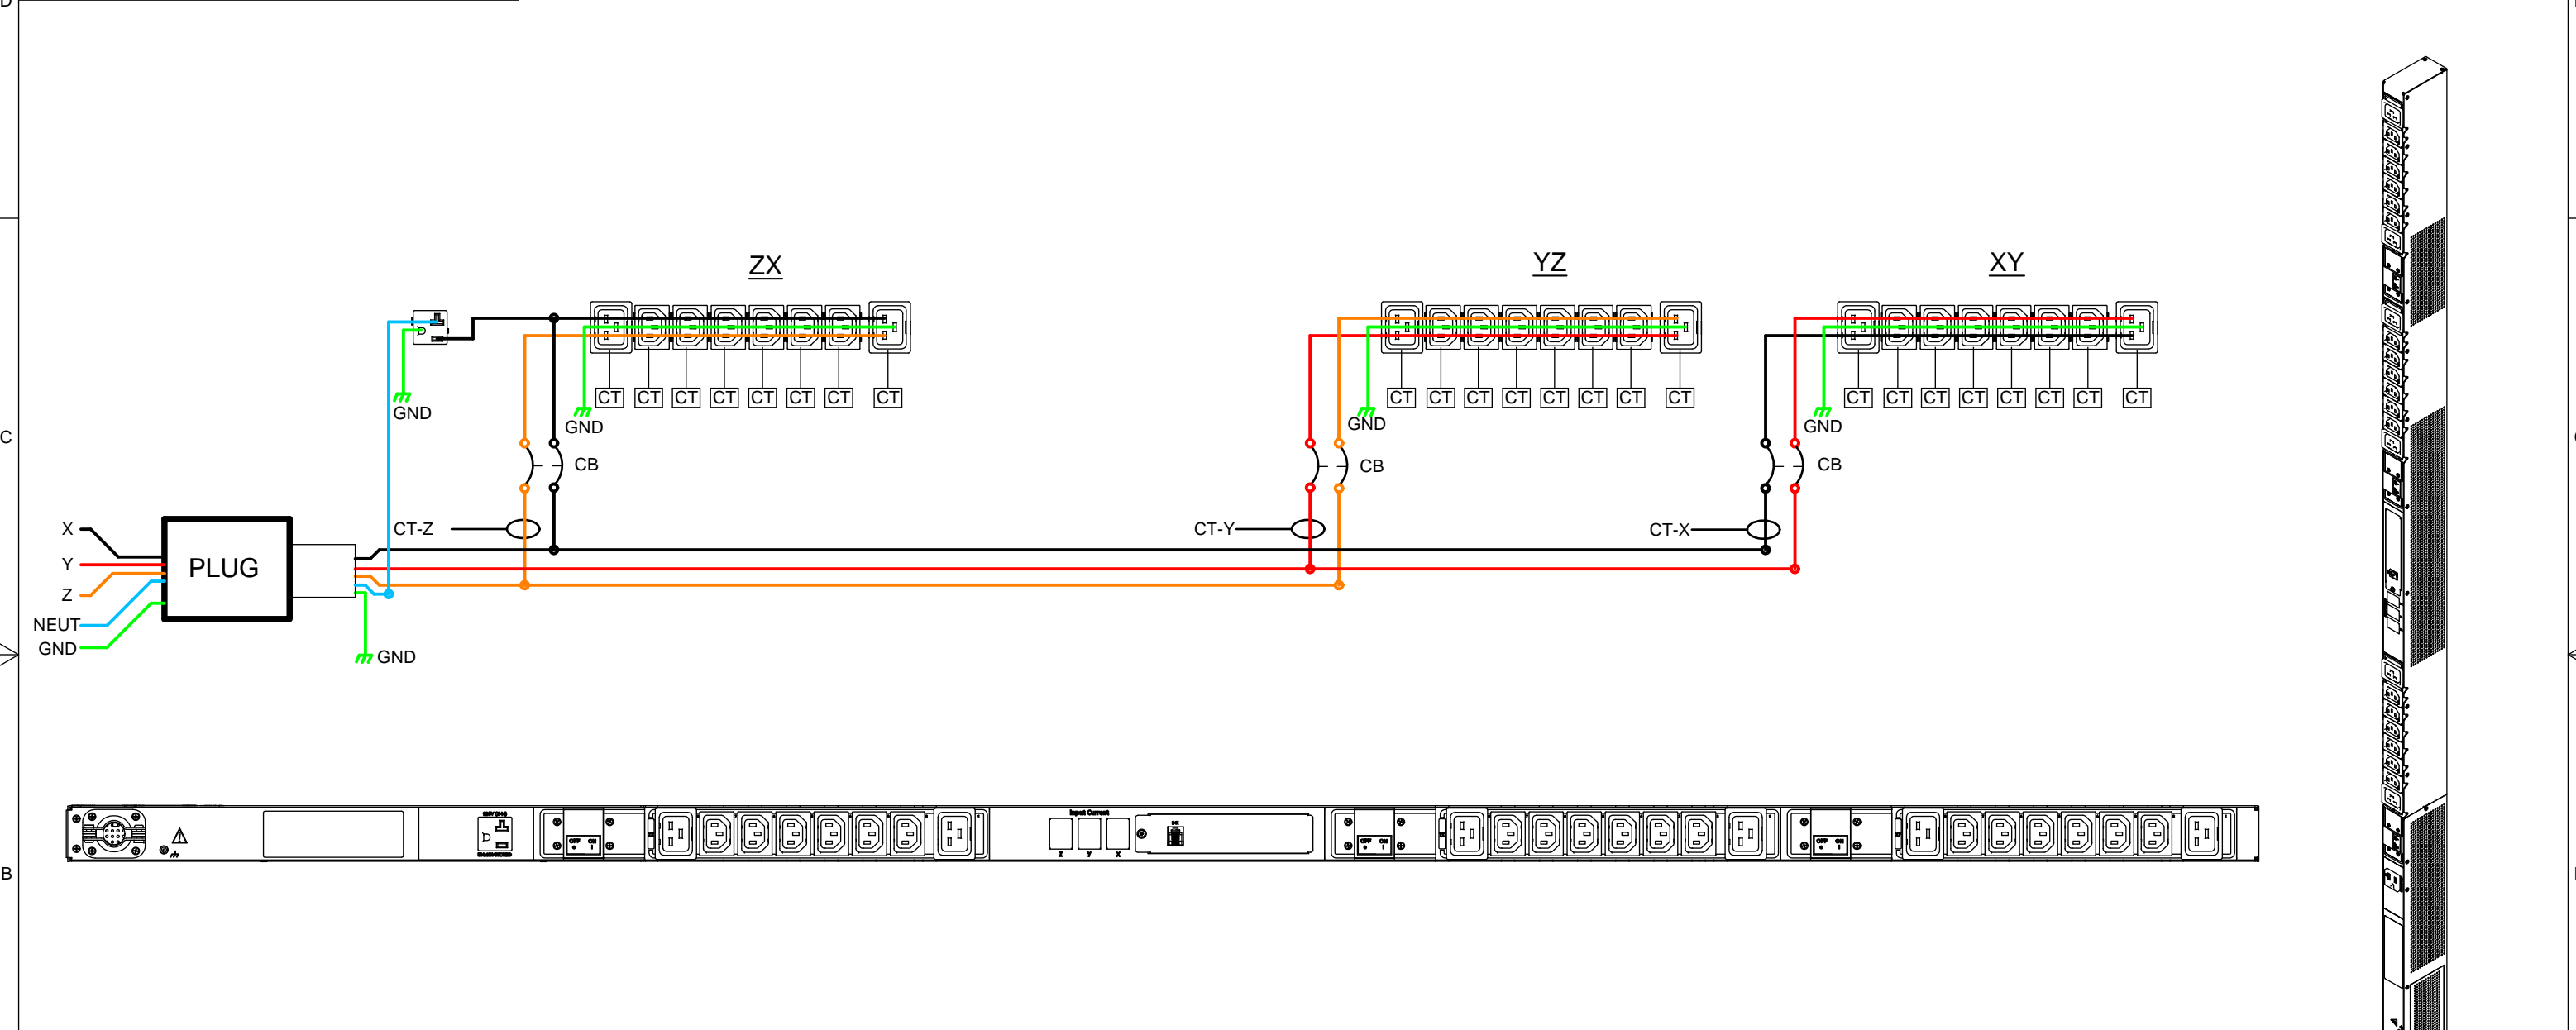 D
ZX
YZ
XY
CT CT CT CT CT CT CT CT
CT CT CT CT CT CT CT CT
CT CT CT CT CT CT CT CT
GND
GND
GND
GND
C
CB
CB
CB
X
CT-Z
CT-Y
CT-X
Y
PLUG
Z
NEUT
GND
GND
Input Current
Z Y X
OFF ON
OFF ON
OFF ON
B